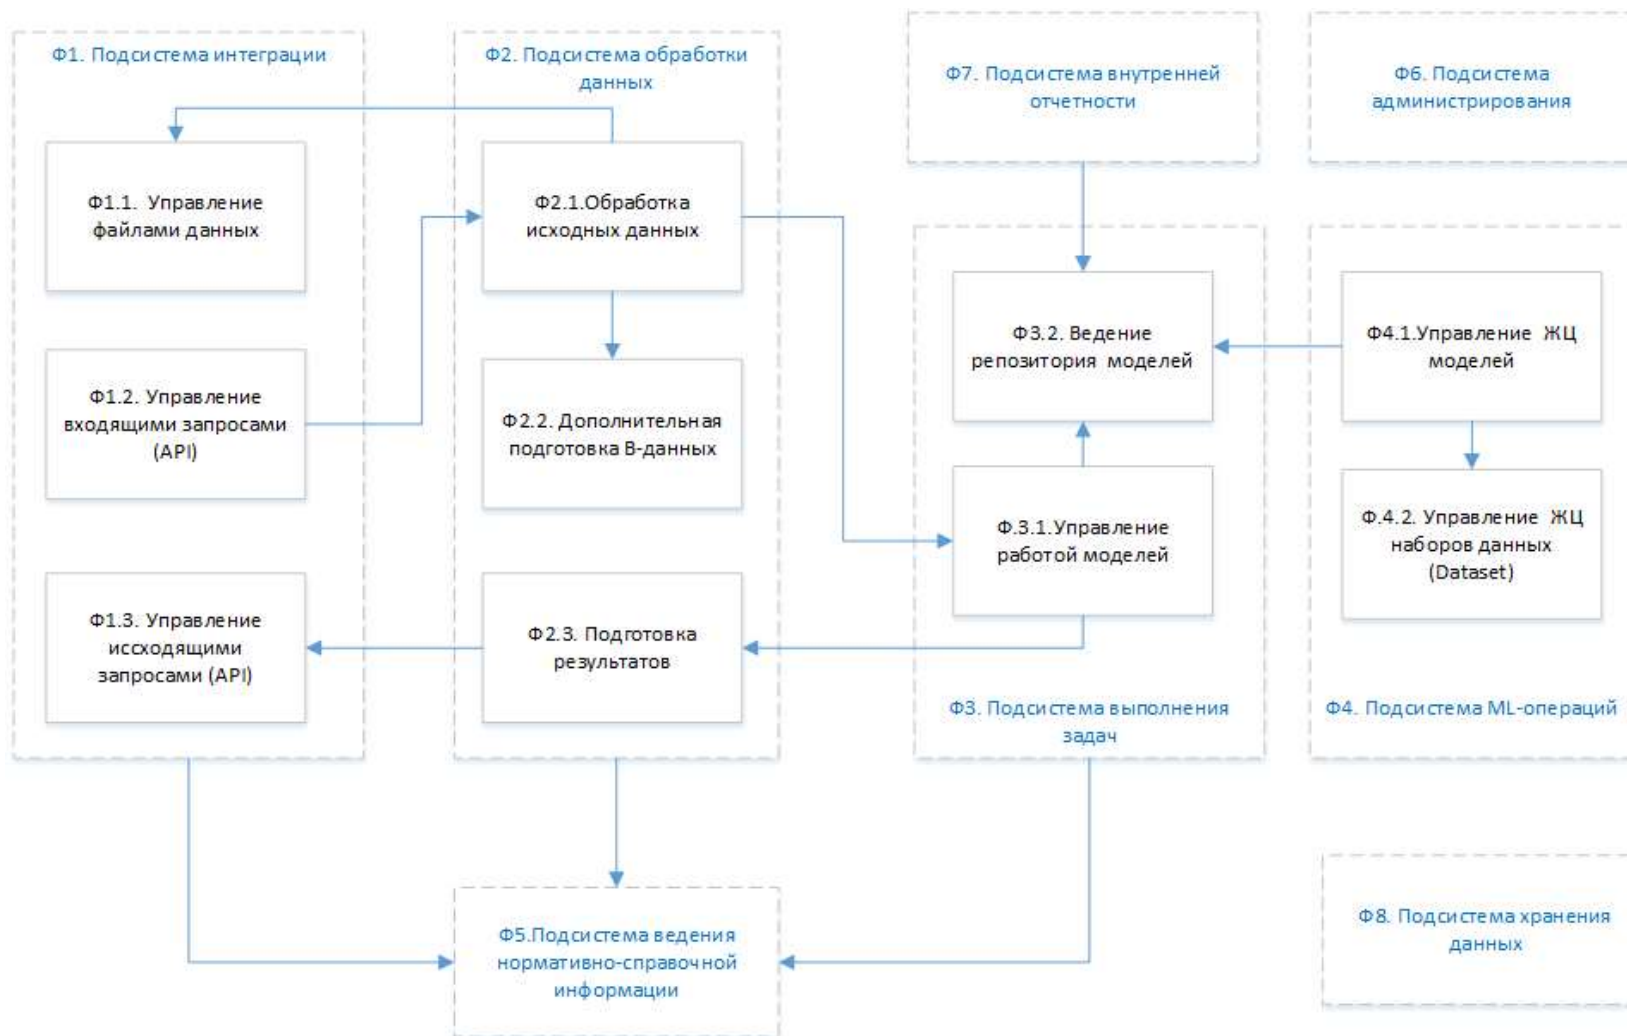 Ф1. Подсистема интеграции
Ф1.1. Управление
файлами данных
Ф1.2. Управление
входящими запросами
(API)
Ф1.3. Управление
иссходящими
запросами (API)
Ф2. Подсистема обработки
данных
Ф2.1.Обработка
исходных данных
Ф2.2. Дополнительная
подготовка В-данных
Ф2.3. Подготовка
результатов
Ф7. Подсистема внутренней
отчетности
Ф3.2. Ведение
репозитория моделей
Ф.3.1.Управление
работой моделей
Ф3. Подсистема выполнения
задач
Ф6. Подсистема
администрирования
Ф4.1.Управление ЖЦ
моделей
Ф.4.2. Управление ЖЦ
наборов данных
(Dataset)
Ф4. Подсистема ML-операций
Ф5.Подсистема ведения
нормативно-справочной
информации
Ф8. Подсистема хранения
данных